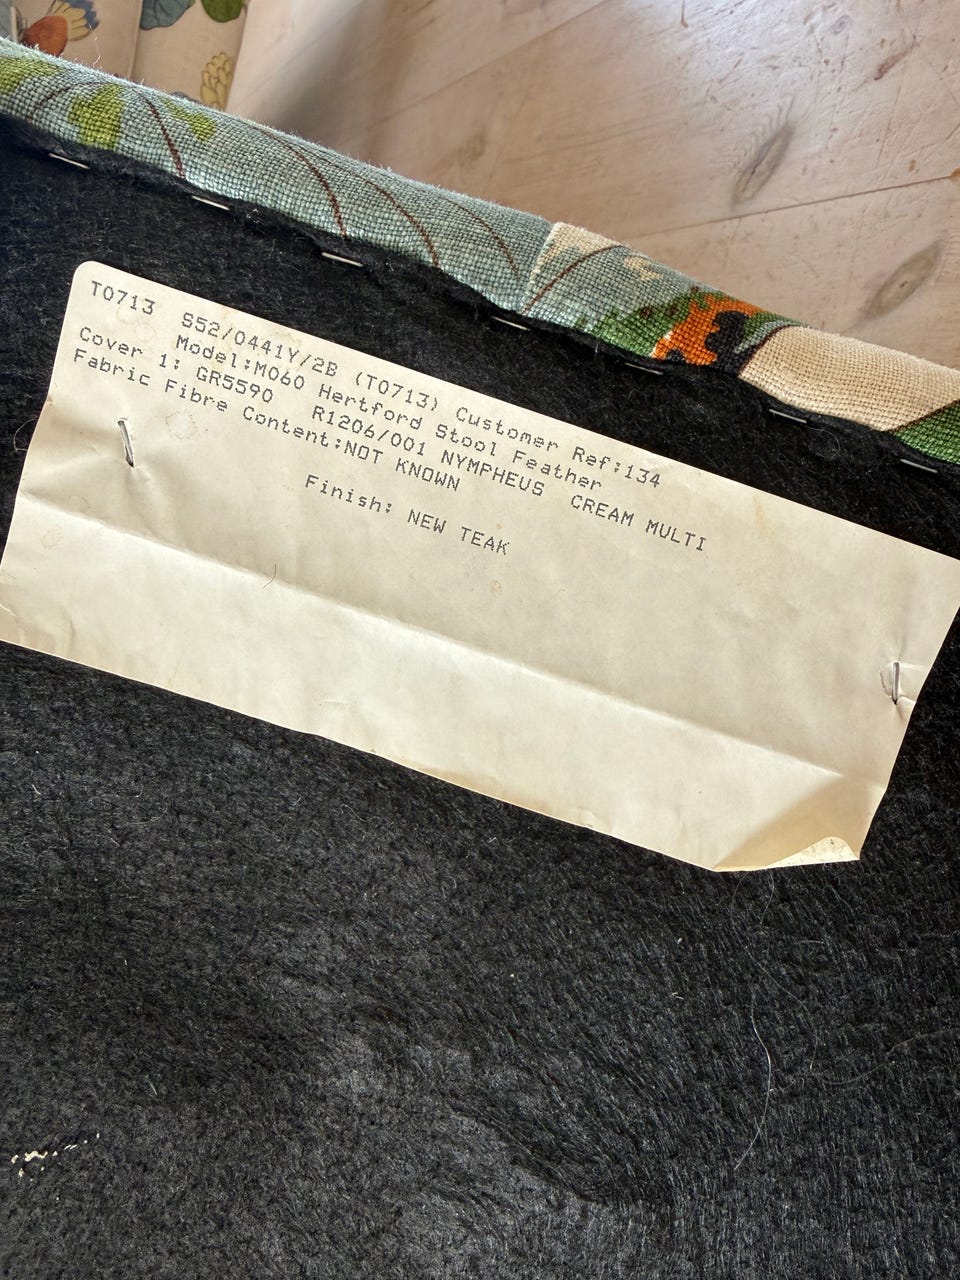 T0713 S52/0441Y/2B (T0713) Customer Ref:134
Model:M060 Hertford Stool Feather
Cover 1: GR5590 R1206/001 NYMPHEUS CREAM MULTI
Fabric Fibre Content:NOT KNOWN
Finish: NEW TEAK